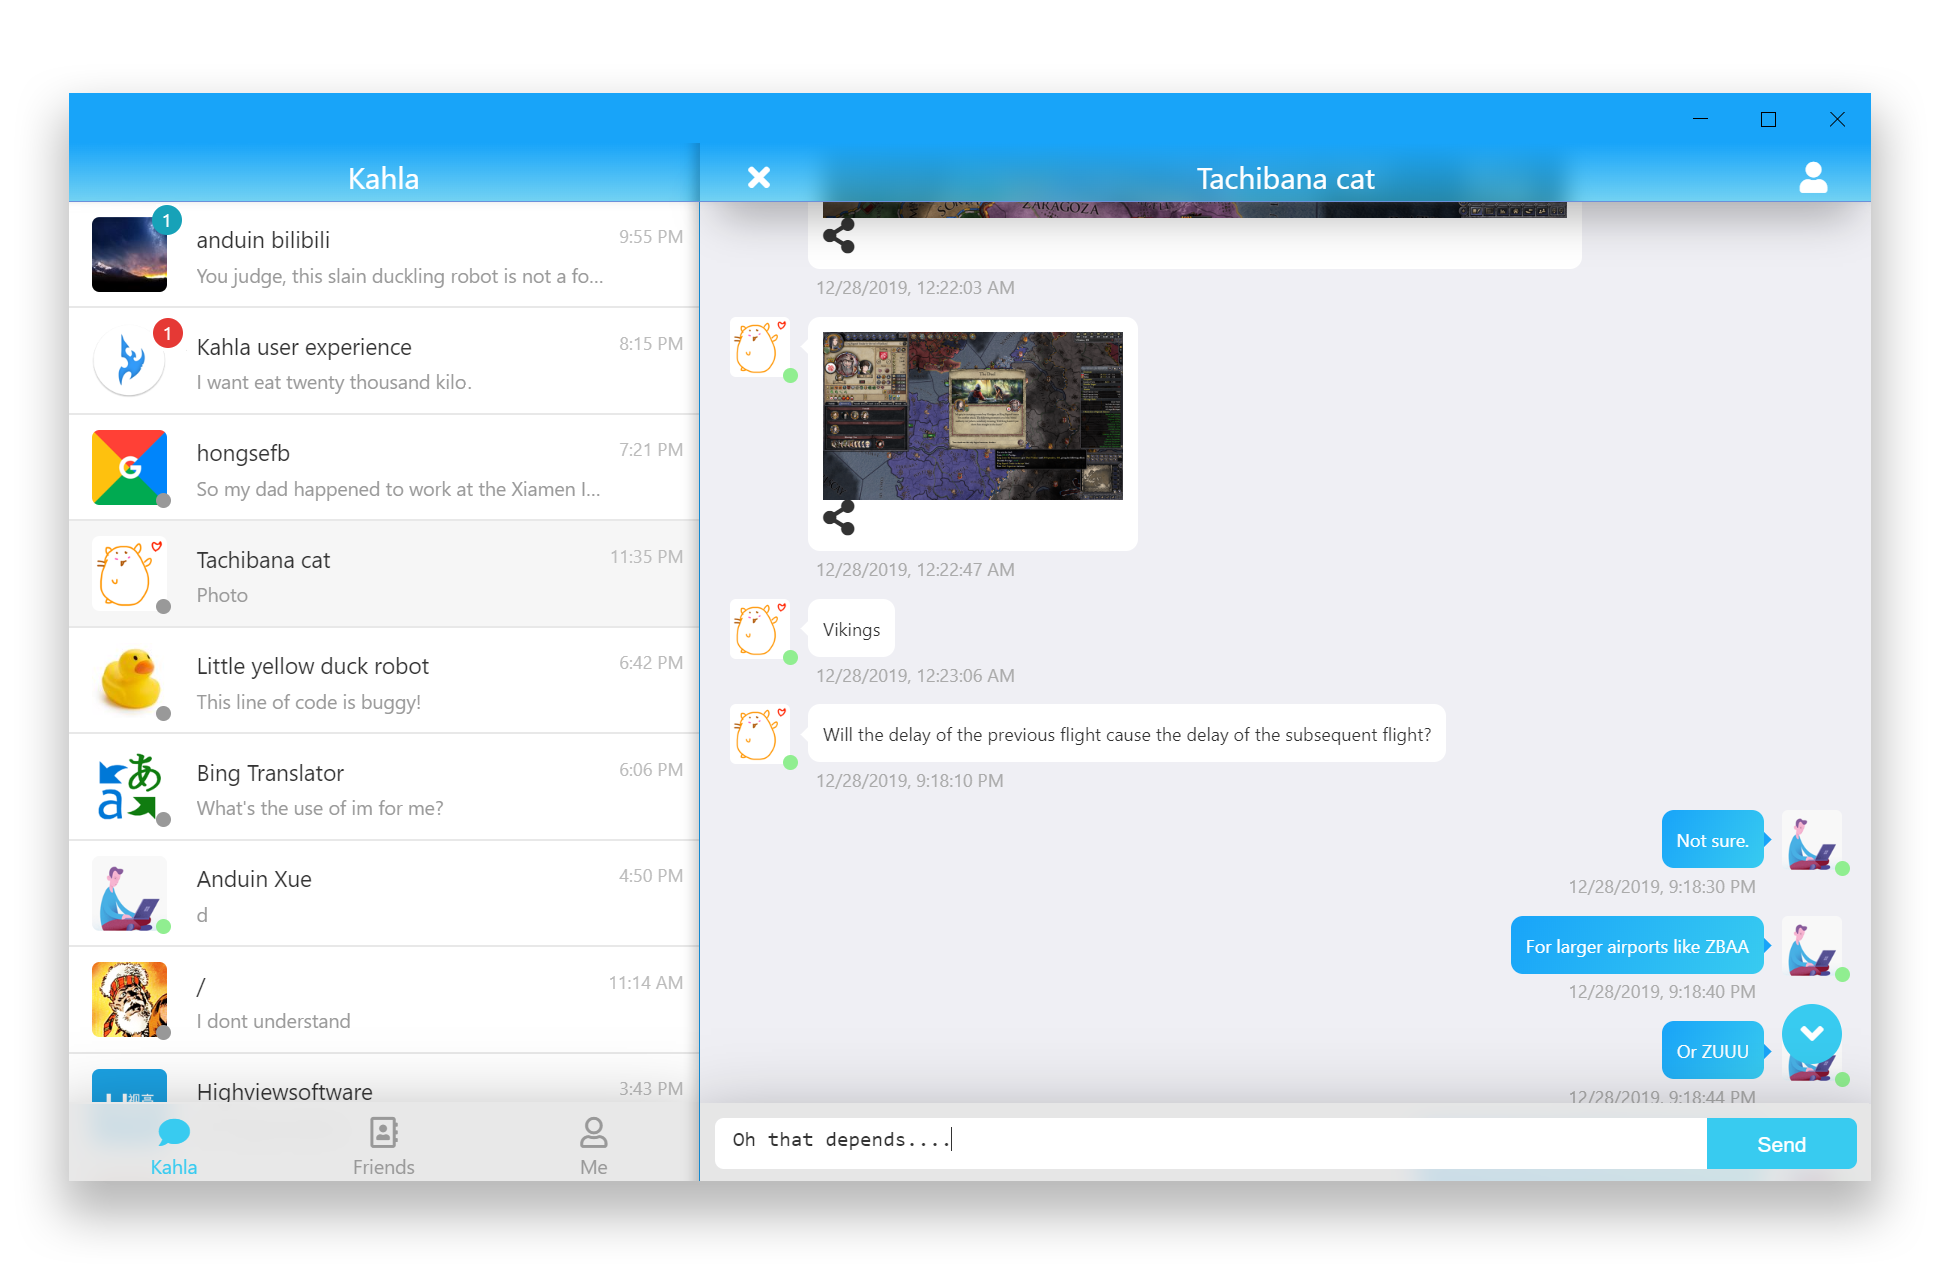 Kahla
Tachibana cat
1
anduin bilibili
9:55 PM
You judge, this slain duckling robot is not a fo...
1
Kahla user experience
8:15 PM
I want eat twenty thousand kilo.
G
hongsefb
7:21 PM
So my dad happened to work at the Xiamen I...
Tachibana cat
11:35 PM
Photo
Little yellow duck robot
6:42 PM
This line of code is buggy!
あ
a
Bing Translator
6:06 PM
What's the use of im for me?
Anduin Xue
4:50 PM
d
/
11:14 AM
I dont understand
视高
Highviewsoftware
3:43 PM
Kahla
Friends
Me
ZARAGOZA
12/28/2019, 12:22:03 AM
12/28/2019, 12:22:47 AM
Vikings
12/28/2019, 12:23:06 AM
Will the delay of the previous flight cause the delay of the subsequent flight?
12/28/2019, 9:18:10 PM
Not sure.
12/28/2019, 9:18:30 PM
For larger airports like ZBAA
12/28/2019, 9:18:40 PM
Or ZUUU
12/28/2019, 9:18:44 PM
Oh that depends....
Send